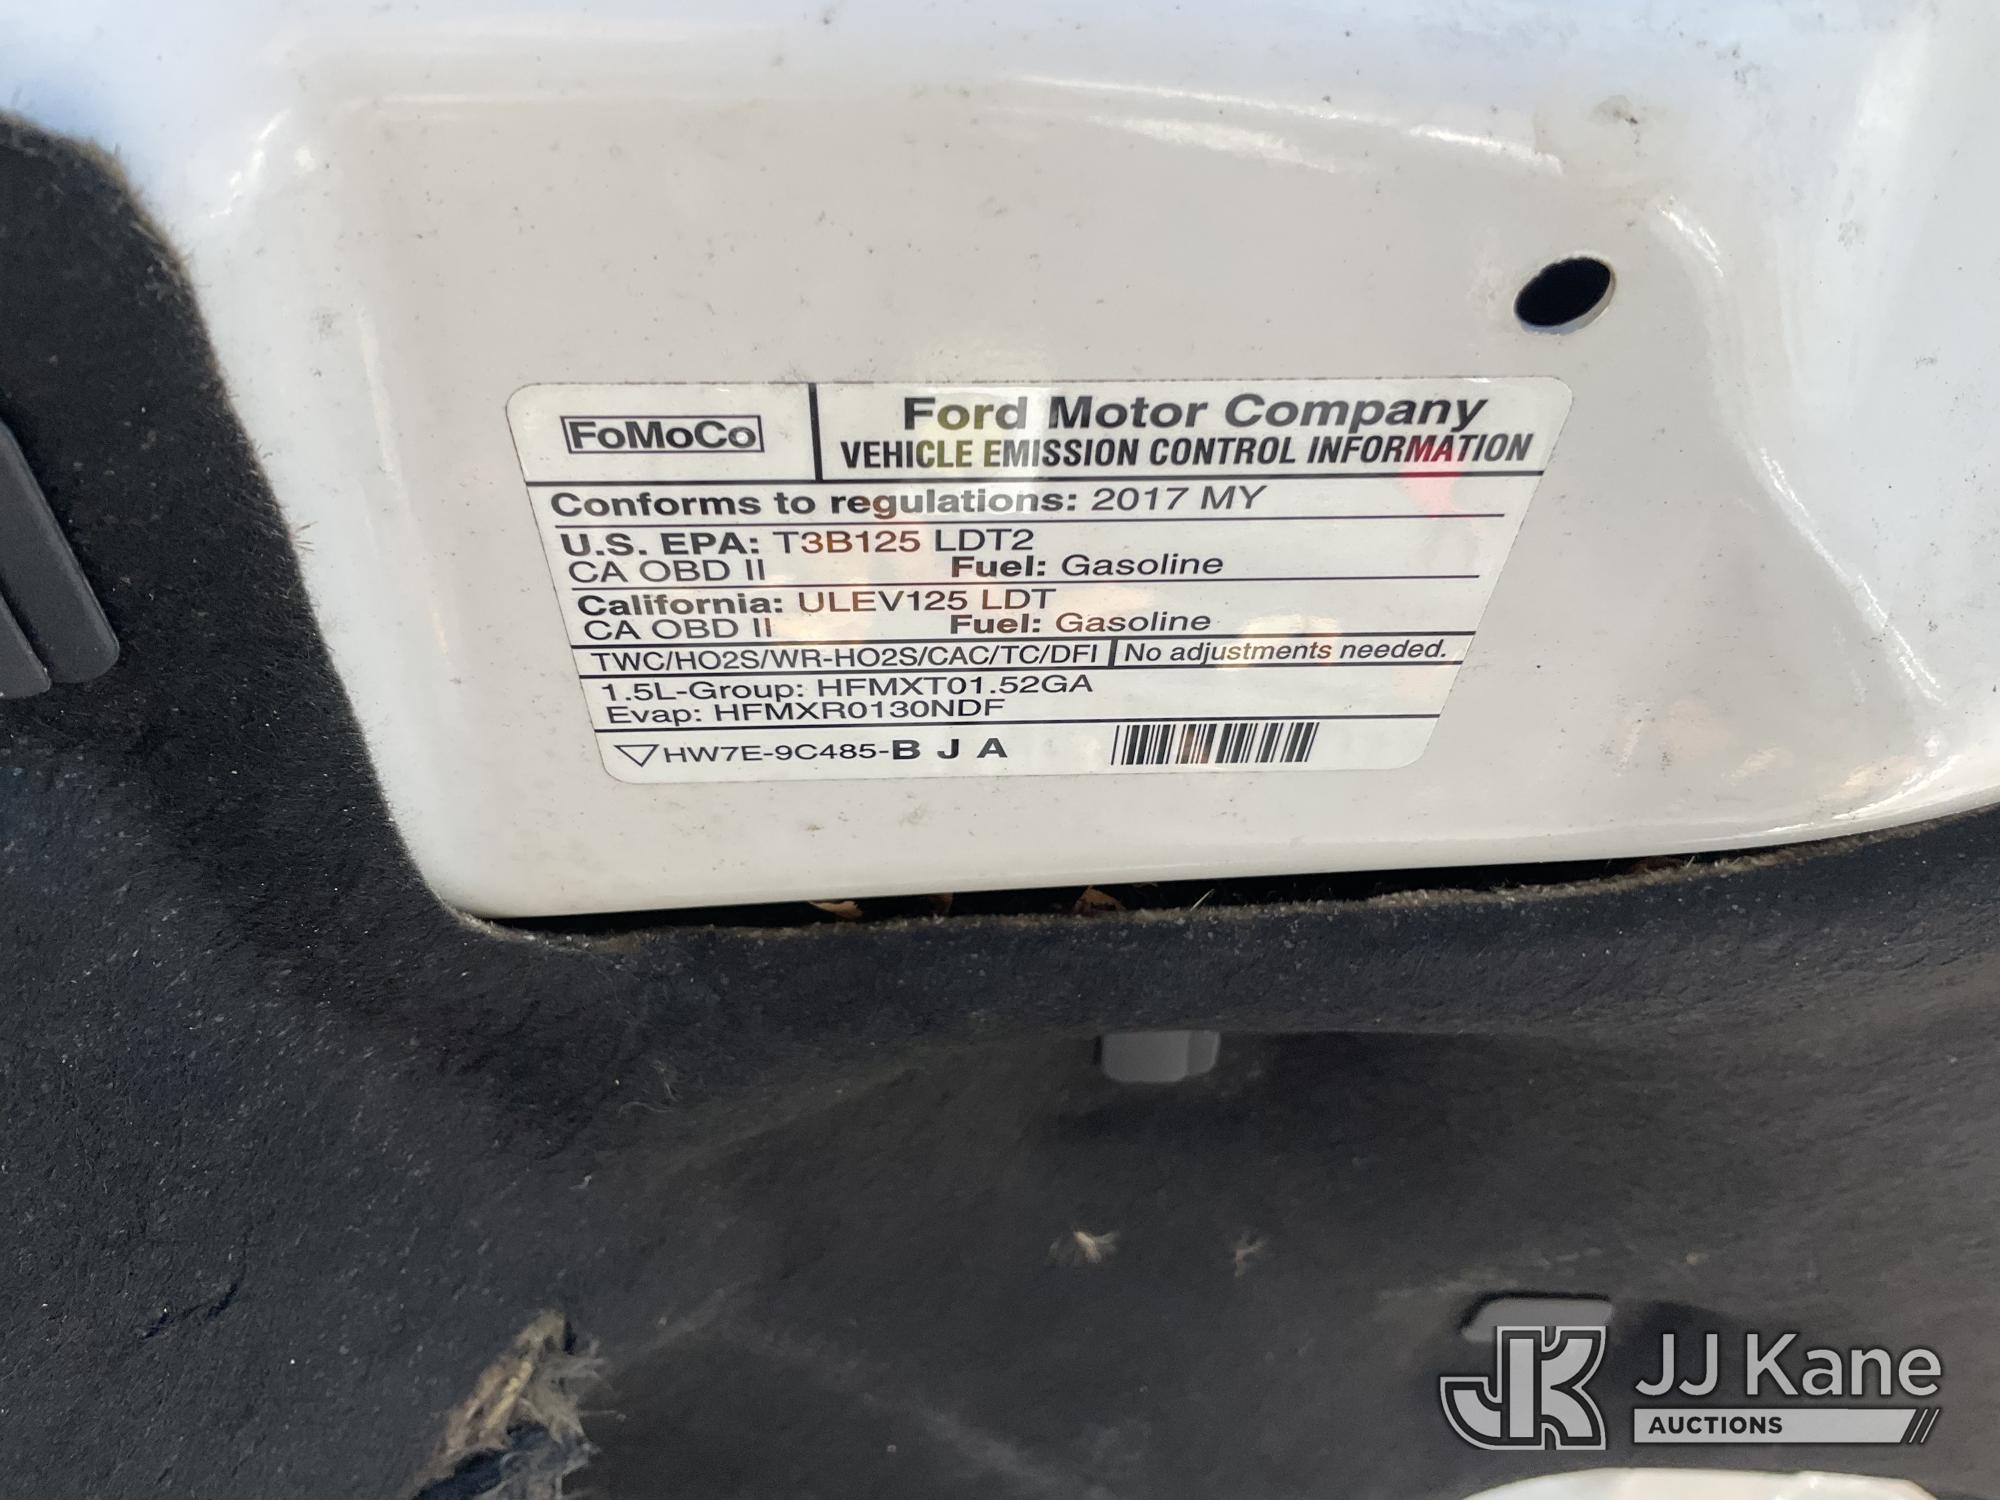 FoMoCo
Ford Motor Company
VEHICLE EMISSION CONTROL INFORMATION
Conforms to regulations: 2017 MY
U.S. EPA: T3B125 LDT2
CA OBD II Fuel: Gasoline
California: ULEV125 LDT
CA OBD II Fuel: Gasoline
TWC/HO2S/WR-HO2S/CAC/TC/DFI No adjustments needed.
1.5L-Group: HFMXT01.52GA
Evap: HFMXR0130NDF
HW7E-9C485-B J A
JK JJ Kane
AUCTIONS